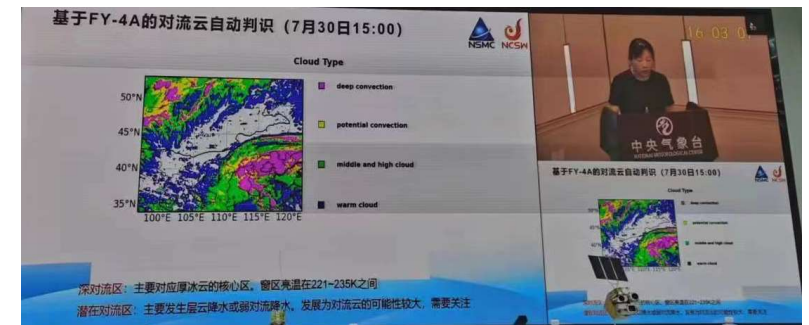 基于FY-4A的对流云自动判识（7月30日15:00）
NSMC NCSW
Cloud Type
50°N
45°N
40°N
35°N
100°E 105°E 110°E 115°E 120°E
deep convection
potential convection
middle and high cloud
warm cloud
深对流区：主要对应厚冰云的核心区。窗区亮温在221-235K之间
潜在对流区：主要发生层云降水或弱对流降水，发展为对流云的可能性较大，需要关注
16:03:0
中央气象台
NATIONAL METEOROLOGICAL CENTER
基于FY-4A的对流云自动判识（7月30日15:00）
NSMC NCSW
Cloud Type
deep convection
potential convection
middle and high cloud
warm cloud